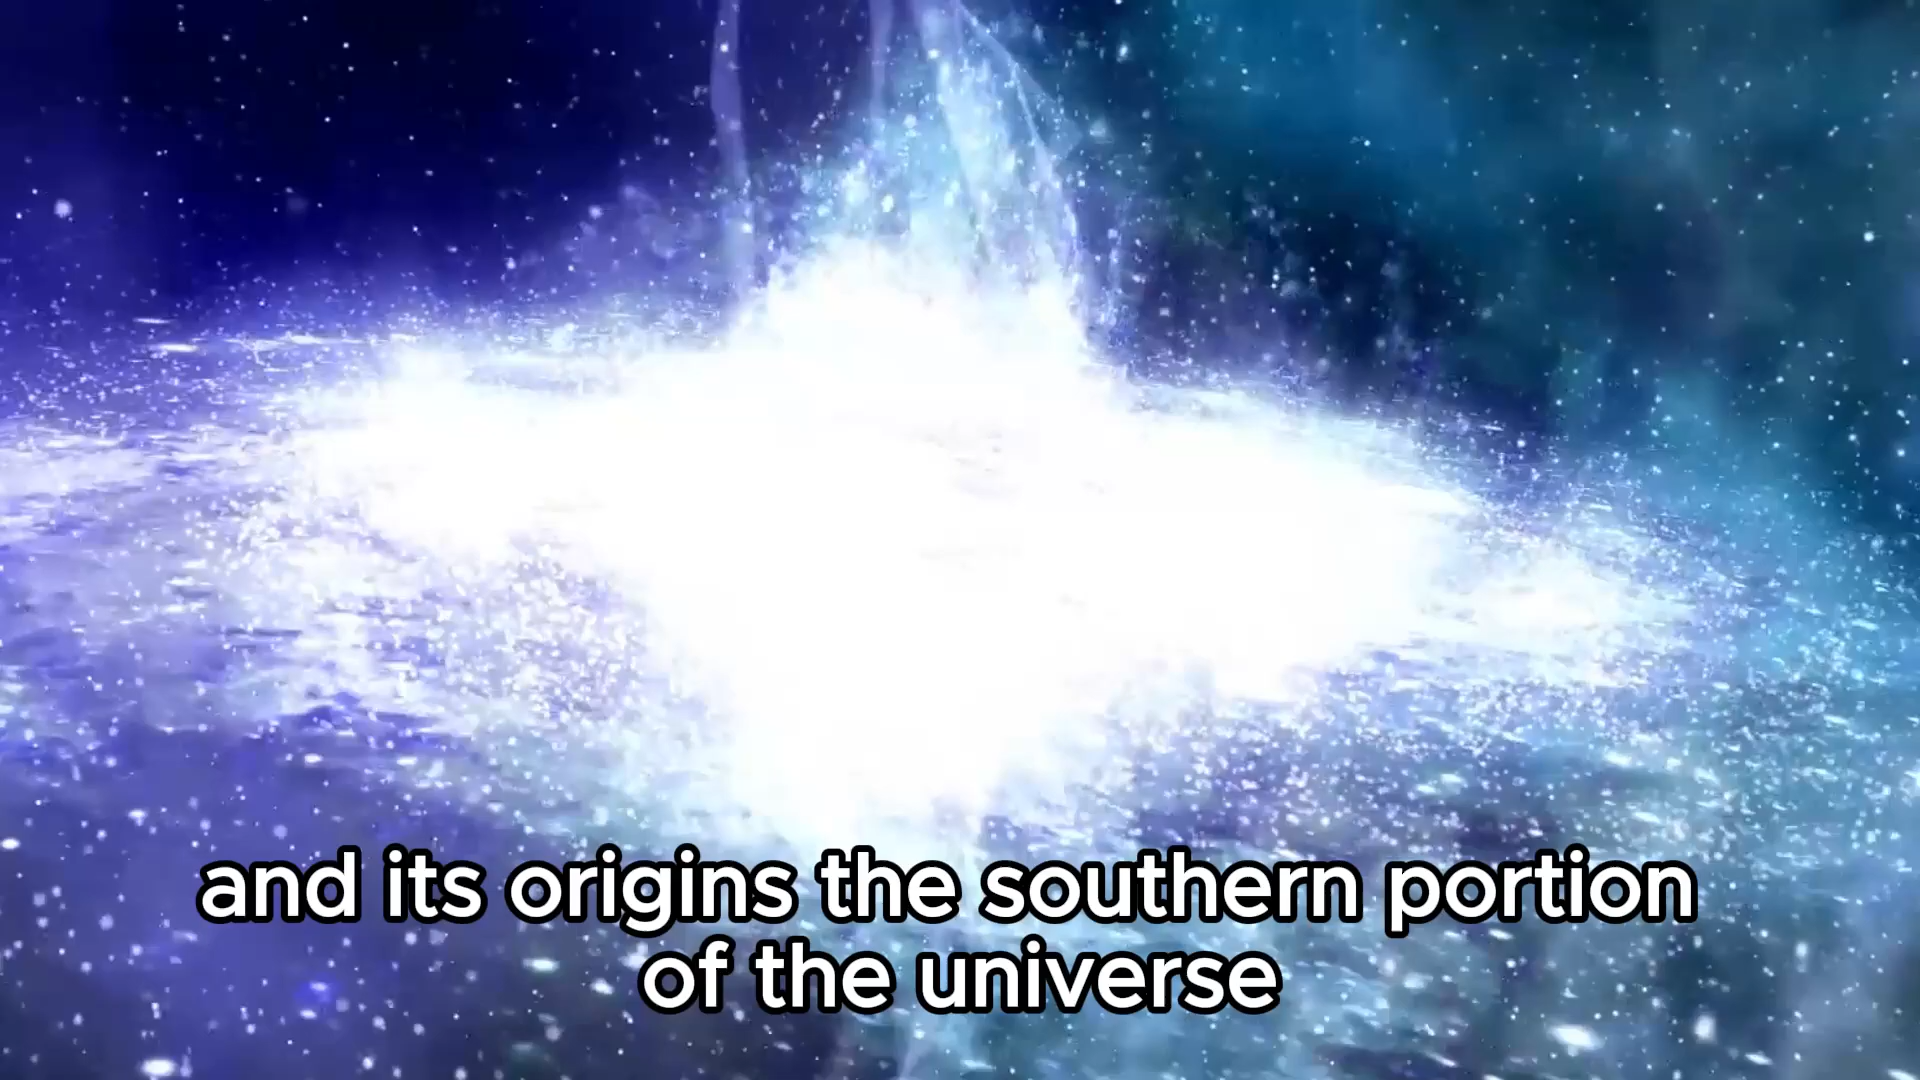 and its origins the southern portion
of the universe